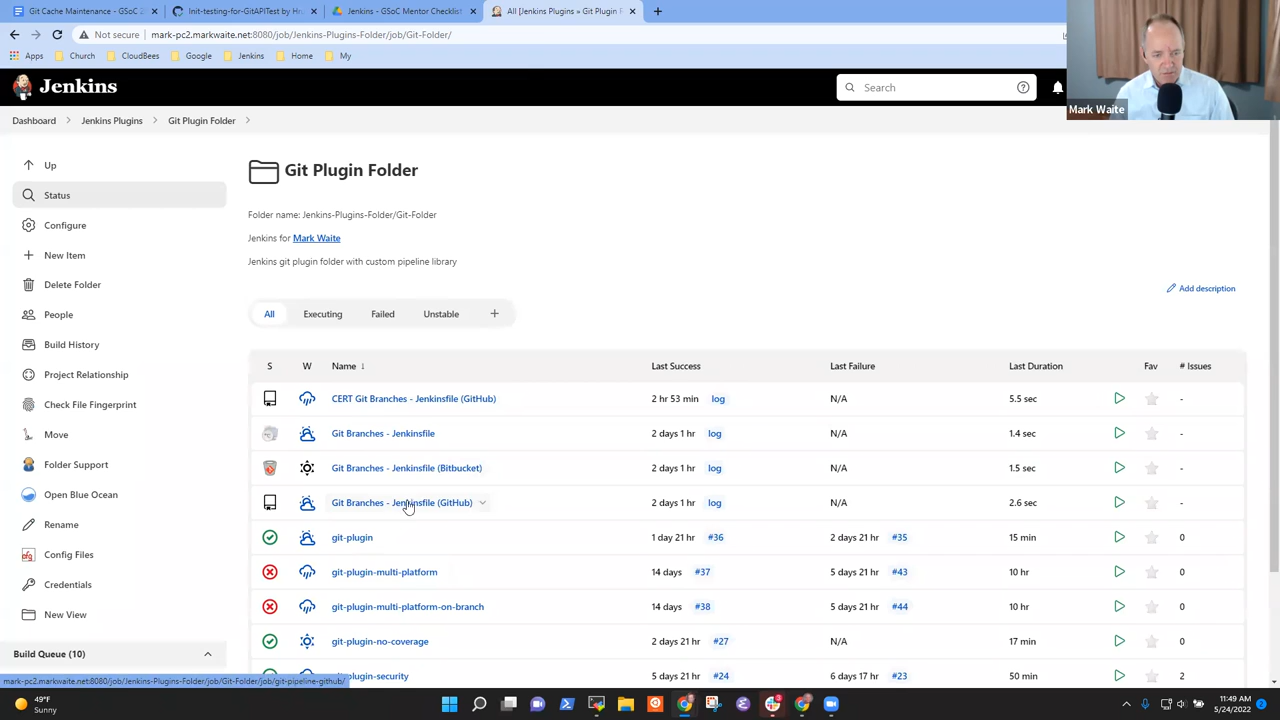 Git Cache Maintenance - GSoC 2
Init-testing-for-GitAPITest by Hru
Jenkins - GSoC Mentor Checklist
All [Jenkins Plugins » Git Plugin F
Not secure mark-pc2.markwaite.net:8080/job/Jenkins-Plugins-Folder/job/Git-Folder/
Apps Church CloudBees Google Jenkins Home My
Mark Waite
Jenkins
Search
Dashboard Jenkins Plugins Git Plugin Folder
Up
Status
Configure
New Item
Delete Folder
People
Build History
Project Relationship
Check File Fingerprint
Move
Folder Support
Open Blue Ocean
Rename
Config Files
Credentials
New View
Build Queue (10)
Git Plugin Folder
Folder name: Jenkins-Plugins-Folder/Git-Folder
Jenkins for Mark Waite
Jenkins git plugin folder with custom pipeline library
Add description
All Executing Failed Unstable +
S W Name ↓ Last Success Last Failure Last Duration Fav # Issues
CERT Git Branches - Jenkinsfile (GitHub) 2 hr 53 min log N/A 5.5 sec -
Git Branches - Jenkinsfile 2 days 1 hr log N/A 1.4 sec -
Git Branches - Jenkinsfile (Bitbucket) 2 days 1 hr log N/A 1.5 sec -
Git Branches - Jenkinsfile (GitHub) 2 days 1 hr log N/A 2.6 sec -
git-plugin 1 day 21 hr #36 2 days 21 hr #35 15 min 0
git-plugin-multi-platform 14 days #37 5 days 21 hr #43 10 hr 0
git-plugin-multi-platform-on-branch 14 days #38 5 days 21 hr #44 10 hr 0
git-plugin-no-coverage 2 days 21 hr #27 N/A 17 min 0
plugin-security 5 days 21 hr #24 6 days 17 hr #23 50 min 2
mark-pc2.markwaite.net:8080/job/Jenkins-Plugins-Folder/job/Git-Folder/job/git-pipeline-github/
49°F
Sunny
11:49 AM
5/24/2022